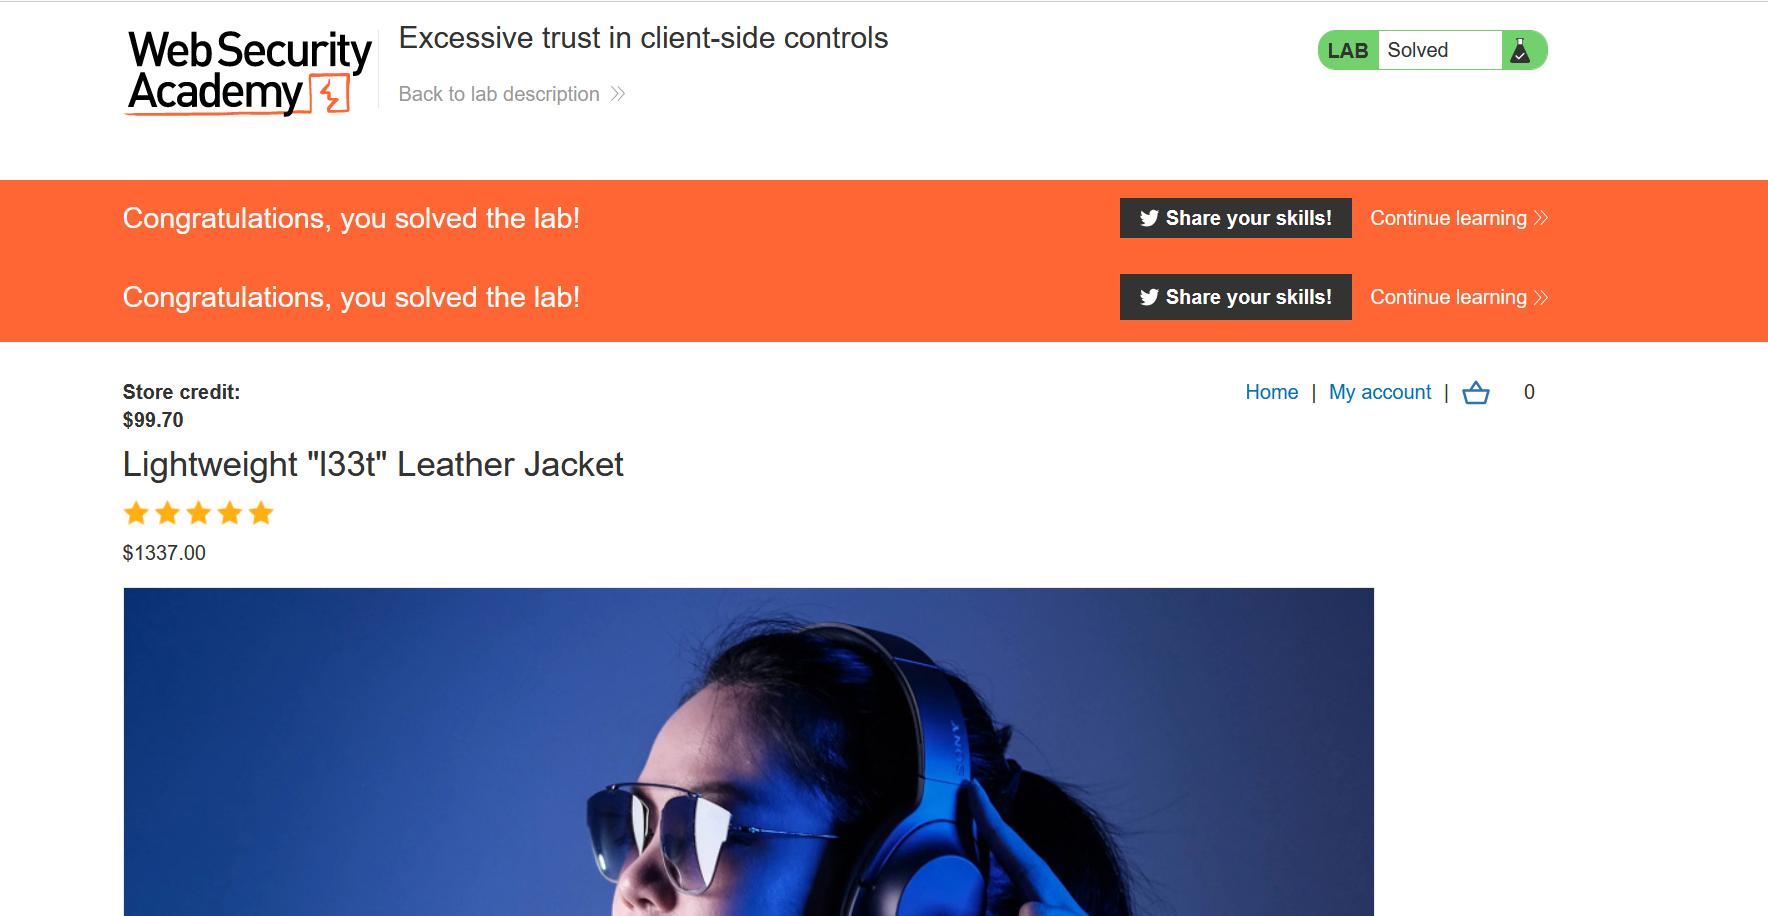 Web Security
Academy
Excessive trust in client-side controls
Back to lab description
LAB Solved
Congratulations, you solved the lab!
Share your skills! Continue learning
Congratulations, you solved the lab!
Share your skills! Continue learning
Store credit:
$99.70
Home | My account | 0
Lightweight "l33t" Leather Jacket
$1337.00
SONY